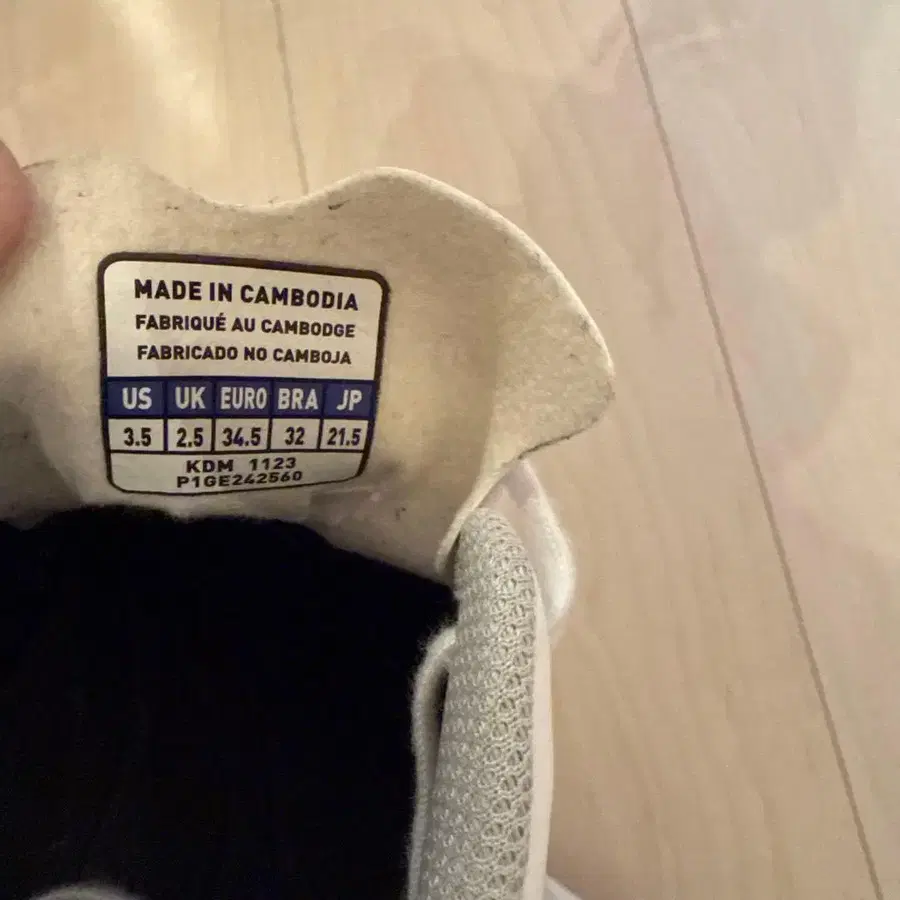 MADE IN CAMBODIA
FABRIQUÉ AU CAMBODGE
FABRICADO NO CAMBOJA
US UK EURO BRA JP
3.5 2.5 34.5 32 21.5
KDM 1123
P1GE242560